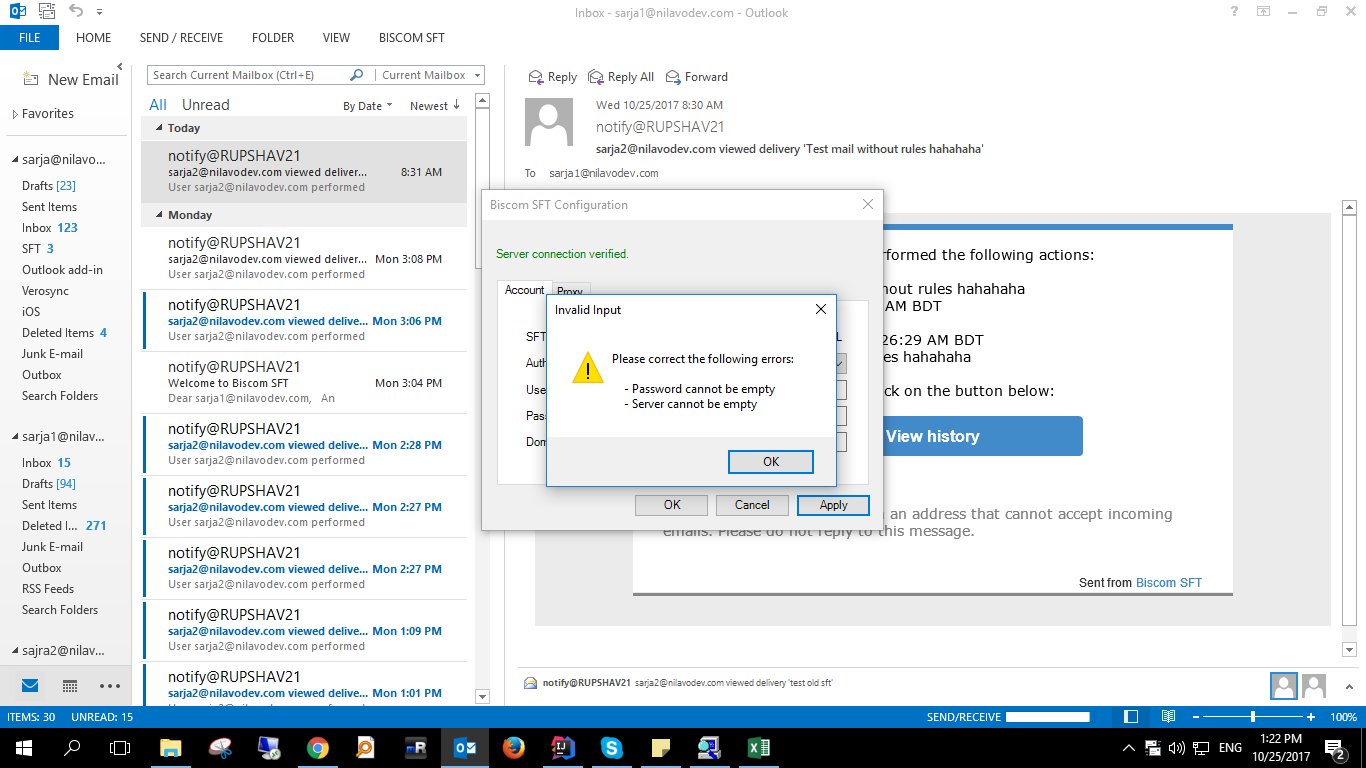 Inbox - sarja1@nilavodev.com - Outlook
FILE HOME SEND / RECEIVE FOLDER VIEW BISCOM SFT
New Email
Favorites
sarja@nilavo...
Drafts [23]
Sent Items
Inbox 123
SFT 3
Outlook add-in
Verosync
iOS
Deleted Items 4
Junk E-mail
Outbox
Search Folders
sarja1@nilav...
Inbox 15
Drafts [94]
Sent Items
Deleted I... 271
Junk E-mail
Outbox
RSS Feeds
Search Folders
sajra2@nilav...
Search Current Mailbox (Ctrl+E) Current Mailbox
All Unread By Date Newest
Today
notify@RUPSHAV21
sarja2@nilavodev.com viewed deliver... 8:31 AM
User sarja2@nilavodev.com performed
Monday
notify@RUPSHAV21
sarja2@nilavodev.com viewed deliver... Mon 3:08 PM
User sarja2@nilavodev.com performed
notify@RUPSHAV21
sarja2@nilavodev.com viewed delive... Mon 3:06 PM
User sarja2@nilavodev.com performed
notify@RUPSHAV21
Welcome to Biscom SFT Mon 3:04 PM
Dear sarja1@nilavodev.com, An
notify@RUPSHAV21
sarja2@nilavodev.com viewed delive... Mon 2:28 PM
User sarja2@nilavodev.com performed
notify@RUPSHAV21
sarja2@nilavodev.com viewed delive... Mon 2:27 PM
User sarja2@nilavodev.com performed
notify@RUPSHAV21
sarja2@nilavodev.com viewed delive... Mon 2:27 PM
User sarja2@nilavodev.com performed
notify@RUPSHAV21
sarja2@nilavodev.com viewed delive... Mon 1:09 PM
User sarja2@nilavodev.com performed
notify@RUPSHAV21
sarja2@nilavodev.com viewed delive... Mon 1:01 PM
Reply Reply All Forward
Wed 10/25/2017 8:30 AM
notify@RUPSHAV21
sarja2@nilavodev.com viewed delivery 'Test mail without rules hahahaha'
To sarja1@nilavodev.com
rformed the following actions:
out rules hahahaha
AM BDT
26:29 AM BDT
es hahahaha
ck on the button below:
View history
an address that cannot accept incoming
emails. Please do not reply to this message.
Sent from Biscom SFT
Biscom SFT Configuration
Server connection verified.
Account Proxy
SFT
L
Auth
Use
Pas
Dom
OK Cancel Apply
Invalid Input
Please correct the following errors:
- Password cannot be empty
- Server cannot be empty
OK
notify@RUPSHAV21 sarja2@nilavodev.com viewed delivery 'test old sft'
ITEMS: 30 UNREAD: 15 SEND/RECEIVE 100%
ENG
1:22 PM
10/25/2017
2